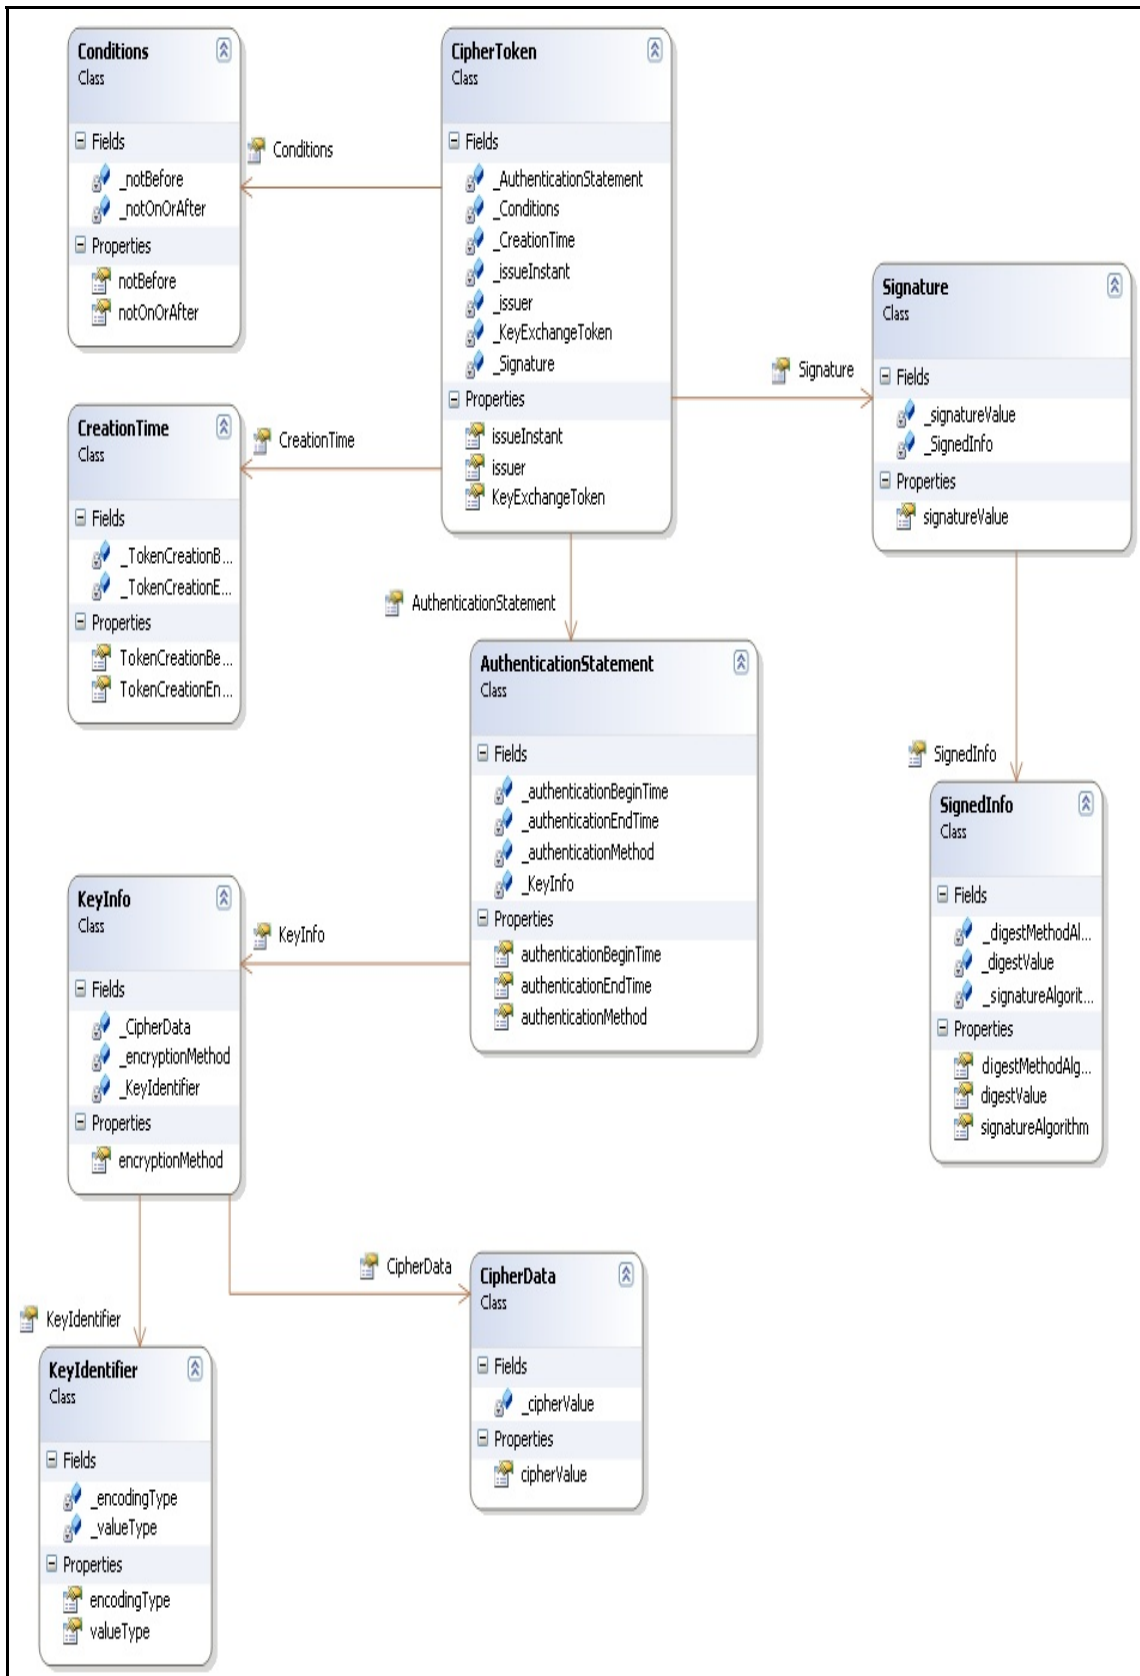 Conditions
Class
Fields
_notBefore
_notOnOrAfter
Properties
notBefore
notOnOrAfter
Conditions
CipherToken
Class
Fields
_AuthenticationStatement
_Conditions
_CreationTime
_issueInstant
_issuer
_KeyExchangeToken
_Signature
Properties
issueInstant
issuer
KeyExchangeToken
Signature
Signature
Class
Fields
_signatureValue
_SignedInfo
Properties
signatureValue
CreationTime
CreationTime
Class
Fields
_TokenCreationB...
_TokenCreationE...
Properties
TokenCreationBe...
TokenCreationEn...
AuthenticationStatement
AuthenticationStatement
Class
Fields
_authenticationBeginTime
_authenticationEndTime
_authenticationMethod
_KeyInfo
Properties
authenticationBeginTime
authenticationEndTime
authenticationMethod
SignedInfo
SignedInfo
Class
Fields
_digestMethodAl...
_digestValue
_signatureAlgorit...
Properties
digestMethodAlg...
digestValue
signatureAlgorithm
KeyInfo
KeyInfo
Class
Fields
_CipherData
_encryptionMethod
_KeyIdentifier
Properties
encryptionMethod
CipherData
CipherData
Class
Fields
_cipherValue
Properties
cipherValue
KeyIdentifier
KeyIdentifier
Class
Fields
_encodingType
_valueType
Properties
encodingType
valueType